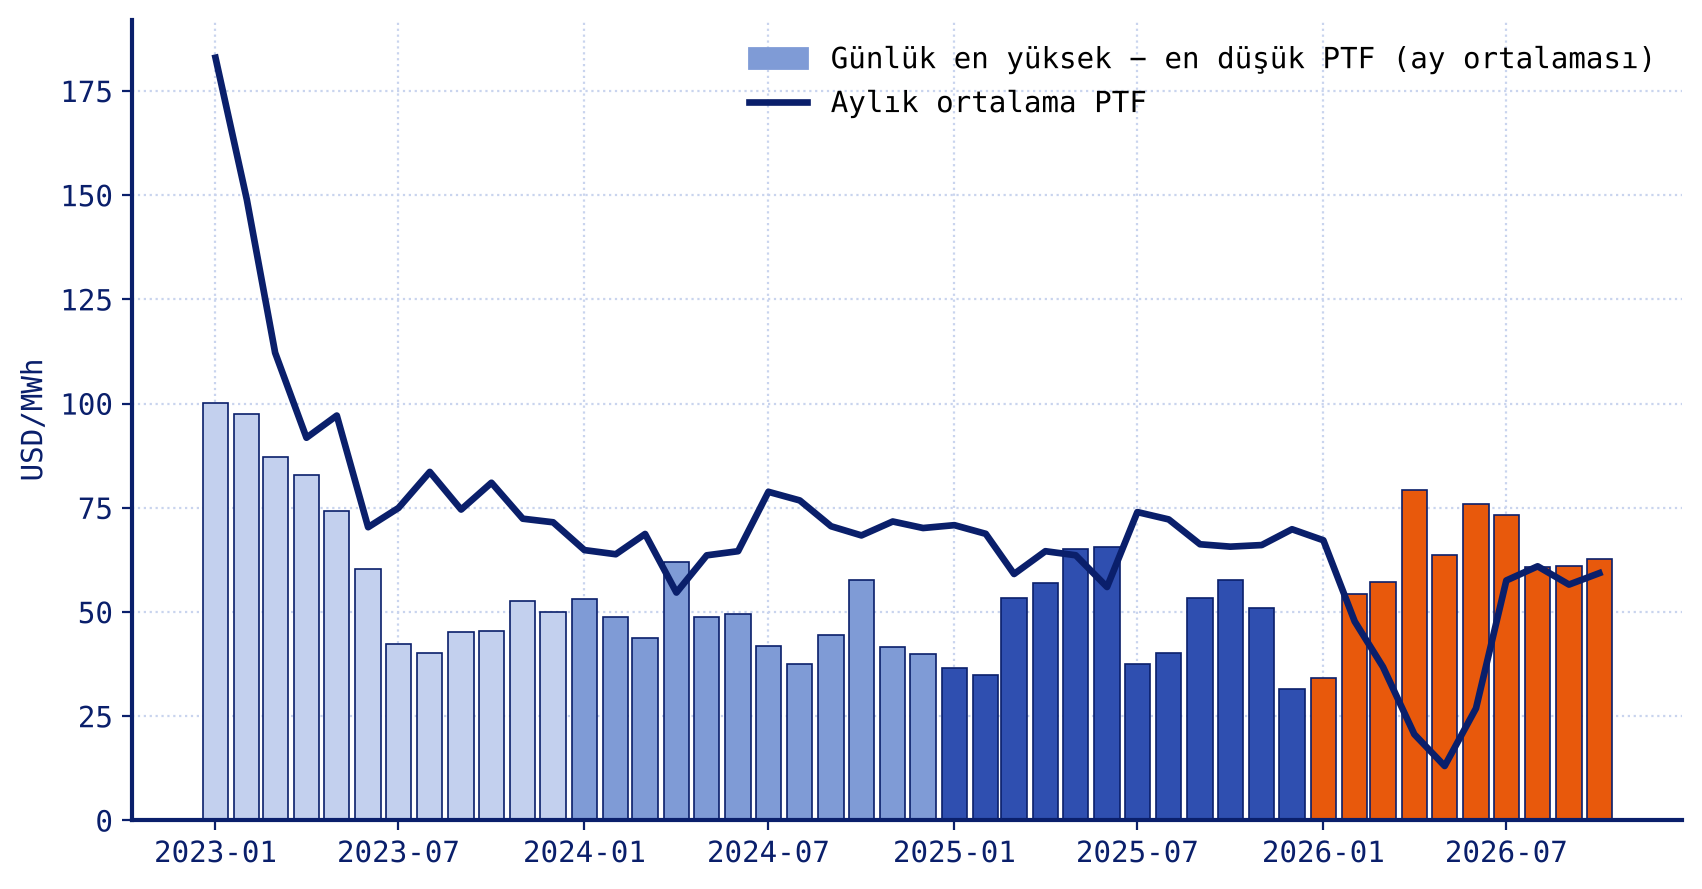 Günlük en yüksek − en düşük PTF (ay ortalaması)
Aylık ortalama PTF
USD/MWh
175
150
125
100
75
50
25
0
2023-01 2023-07 2024-01 2024-07 2025-01 2025-07 2026-01 2026-07